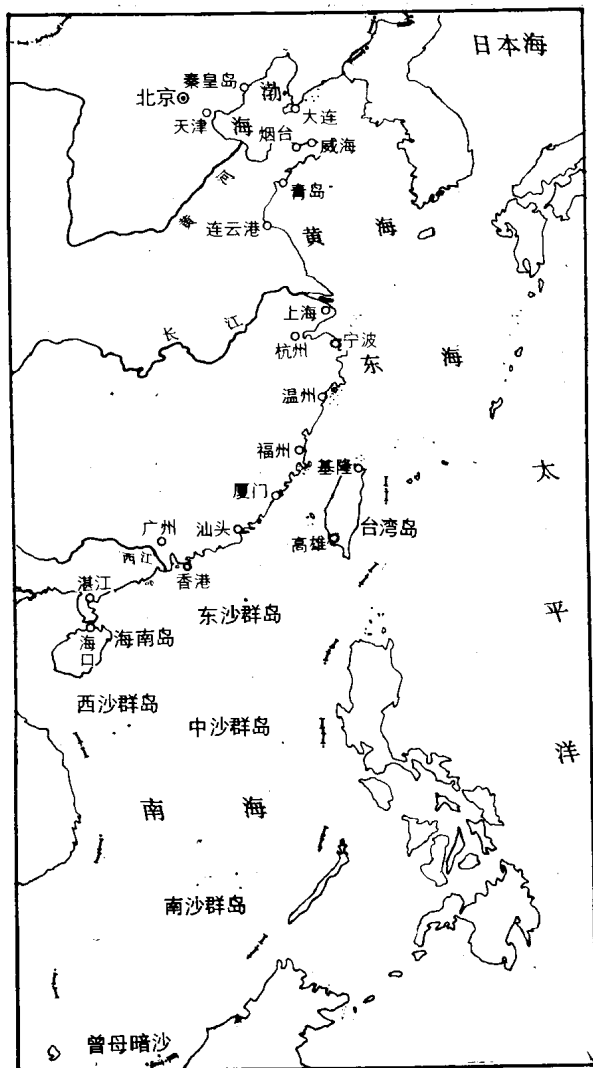 日本海
秦皇岛
渤海
北京
大连
天津
烟台
威海
黄河
青岛
连云港
黄海
上海
长江
杭州
宁波
东海
温州
福州
基隆
太平洋
厦门
台湾岛
广州
汕头
高雄
西江
香港
湛江
东沙群岛
海口
海南岛
西沙群岛
中沙群岛
南海
南沙群岛
曾母暗沙